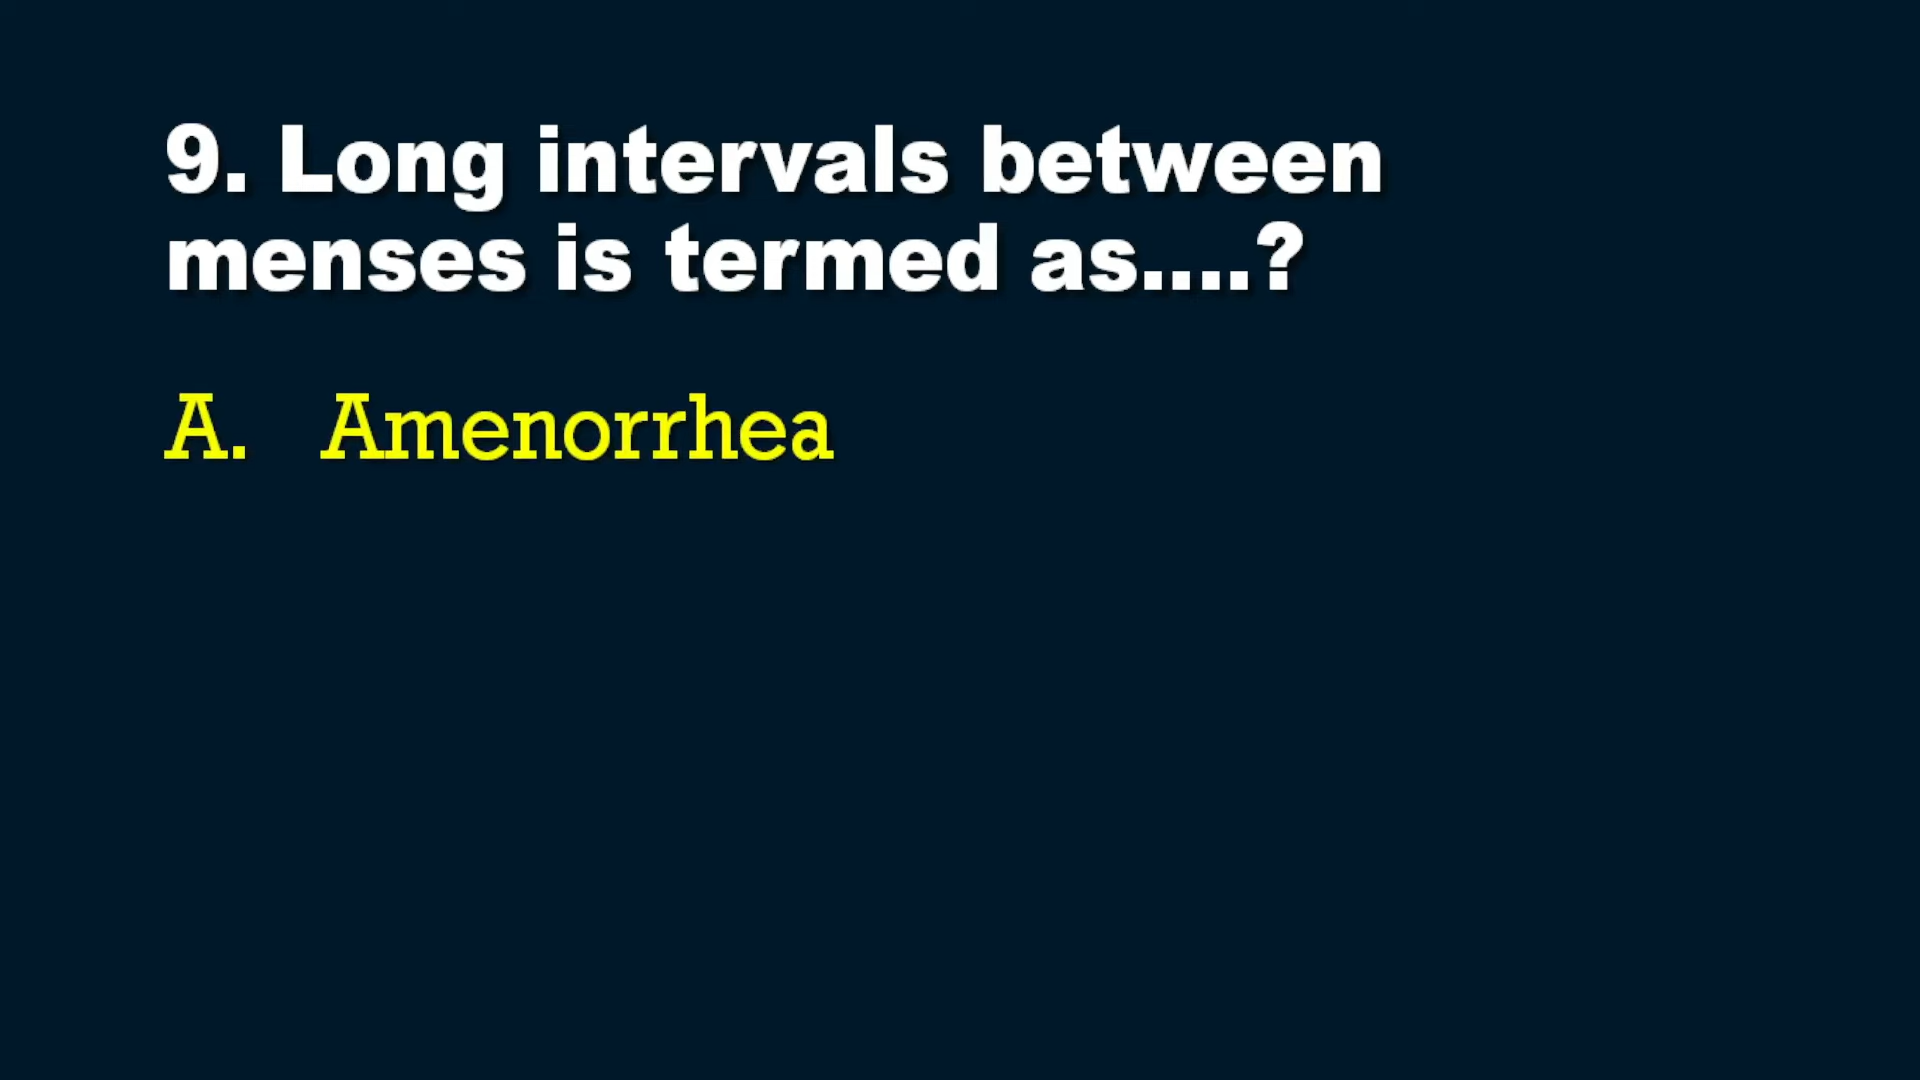 9. Long intervals between
menses is termed as....?
A. Amenorrhea